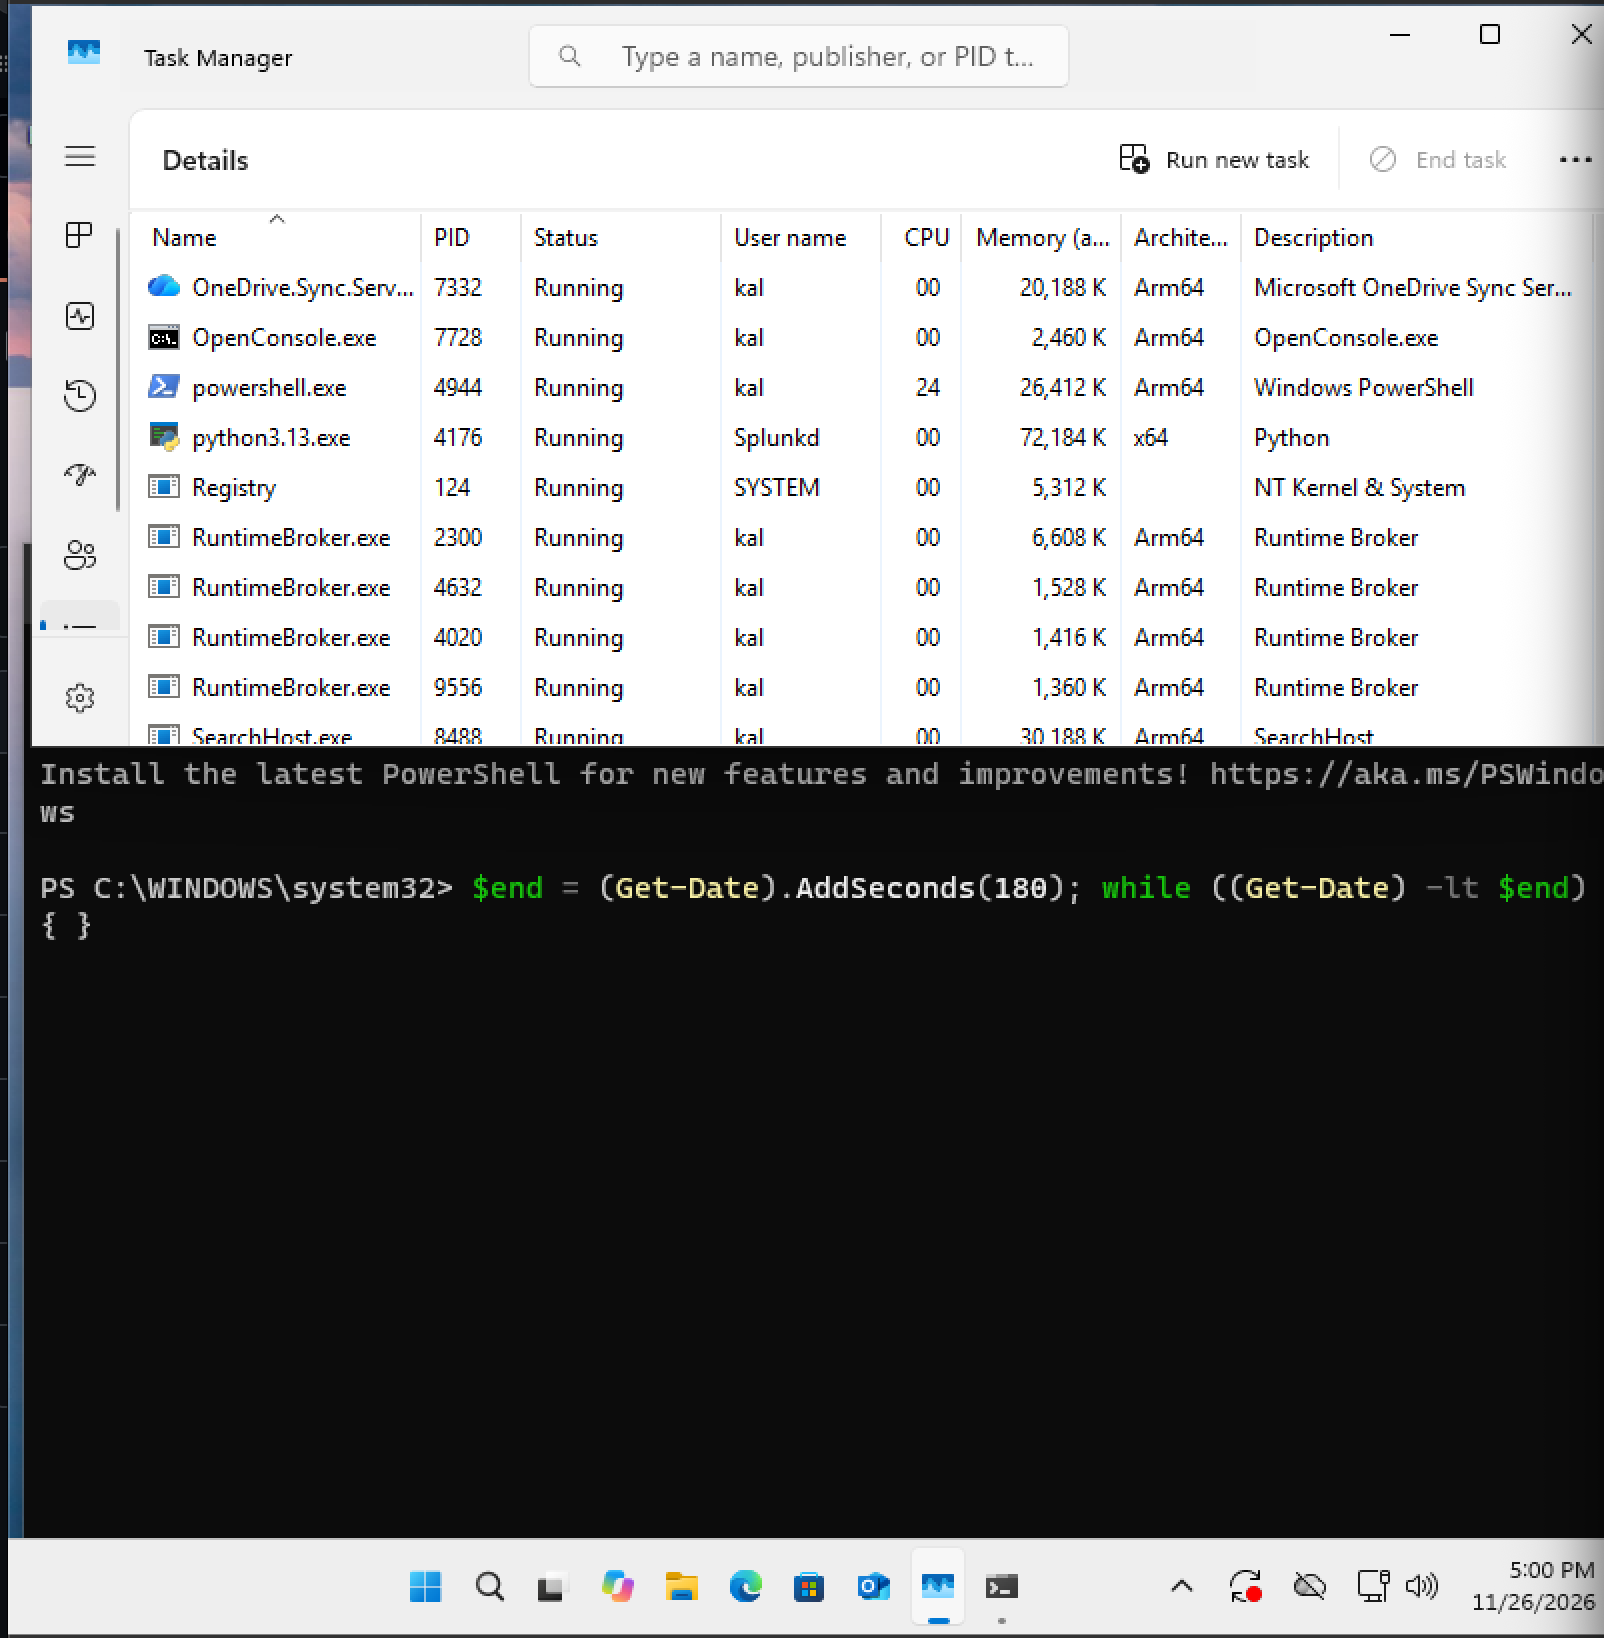 Task Manager
Type a name, publisher, or PID t...
Details
Run new task
End task
Name PID Status User name CPU Memory (a... Archite... Description
OneDrive.Sync.Serv... 7332 Running kal 00 20,188 K Arm64 Microsoft OneDrive Sync Ser...
OpenConsole.exe 7728 Running kal 00 2,460 K Arm64 OpenConsole.exe
powershell.exe 4944 Running kal 24 26,412 K Arm64 Windows PowerShell
python3.13.exe 4176 Running Splunkd 00 72,184 K x64 Python
Registry 124 Running SYSTEM 00 5,312 K NT Kernel & System
RuntimeBroker.exe 2300 Running kal 00 6,608 K Arm64 Runtime Broker
RuntimeBroker.exe 4632 Running kal 00 1,528 K Arm64 Runtime Broker
RuntimeBroker.exe 4020 Running kal 00 1,416 K Arm64 Runtime Broker
RuntimeBroker.exe 9556 Running kal 00 1,360 K Arm64 Runtime Broker
SearchHost.exe 8488 Running kal 00 30,188 K Arm64 SearchHost
Install the latest PowerShell for new features and improvements! https://aka.ms/PSWindo
ws
PS C:\WINDOWS\system32> $end = (Get-Date).AddSeconds(180); while ((Get-Date) -lt $end)
{ }
5:00 PM
11/26/2026